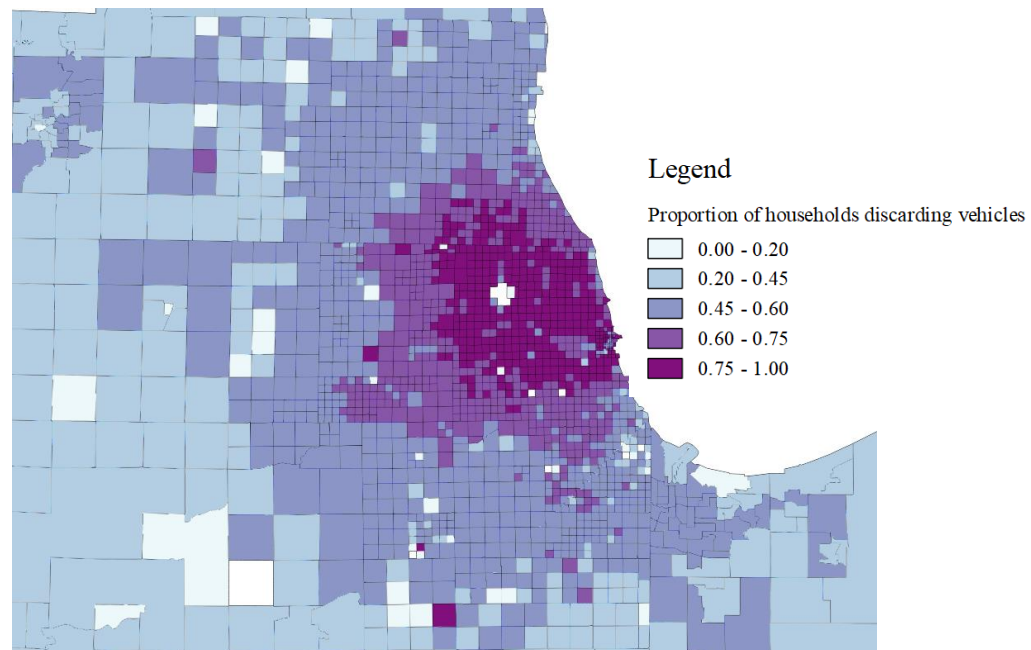 Legend
Proportion of households discarding vehicles
0.00 - 0.20
0.20 - 0.45
0.45 - 0.60
0.60 - 0.75
0.75 - 1.00